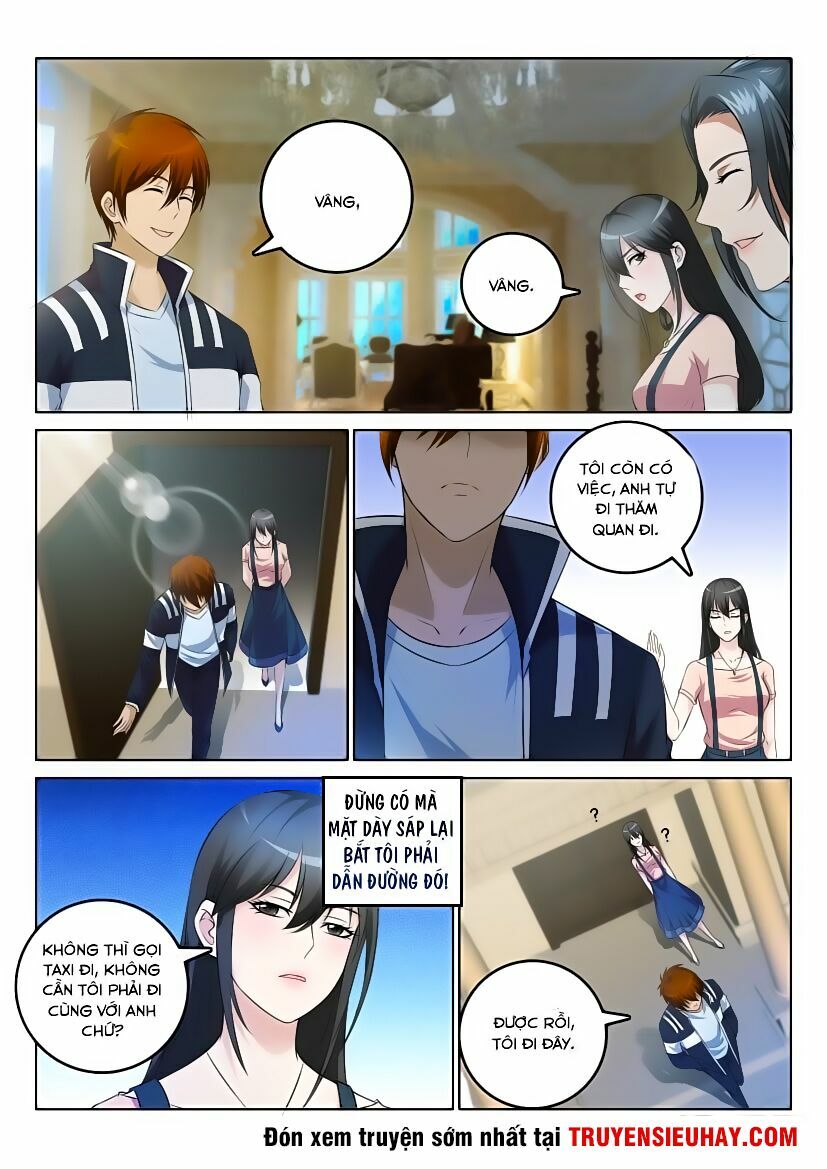 VÂNG,
VÂNG.
TÔI CÒN CÓ
VIỆC, ANH TỰ
ĐI THĂM
QUAN ĐI.
ĐỪNG CÓ MÀ
MẶT DÀY SÁP LẠI
BẮT TÔI PHẢI
DẪN ĐƯỜNG ĐÓ!
KHÔNG THÌ GỌI
TAXI ĐI, KHÔNG
CẦN TÔI PHẢI ĐI
CÙNG VỚI ANH
CHỨ?
?
?
ĐƯỢC RỒI,
TÔI ĐI ĐÂY.
Đón xem truyện sớm nhất tại TRUYENSIEUHAY.COM